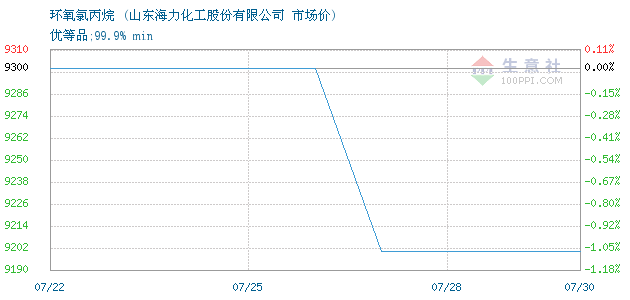 环氧氯丙烷 (山东海力化工股份有限公司 市场价)
优等品;99.9% min
9310 0.11%
9300 0.00%
9286 -0.15%
9274 -0.28%
9262 -0.41%
9250 -0.54%
9238 -0.67%
9226 -0.80%
9214 -0.92%
9202 -1.05%
9190 -1.18%
生意社
100PPI.COM
07/22 07/25 07/28 07/30